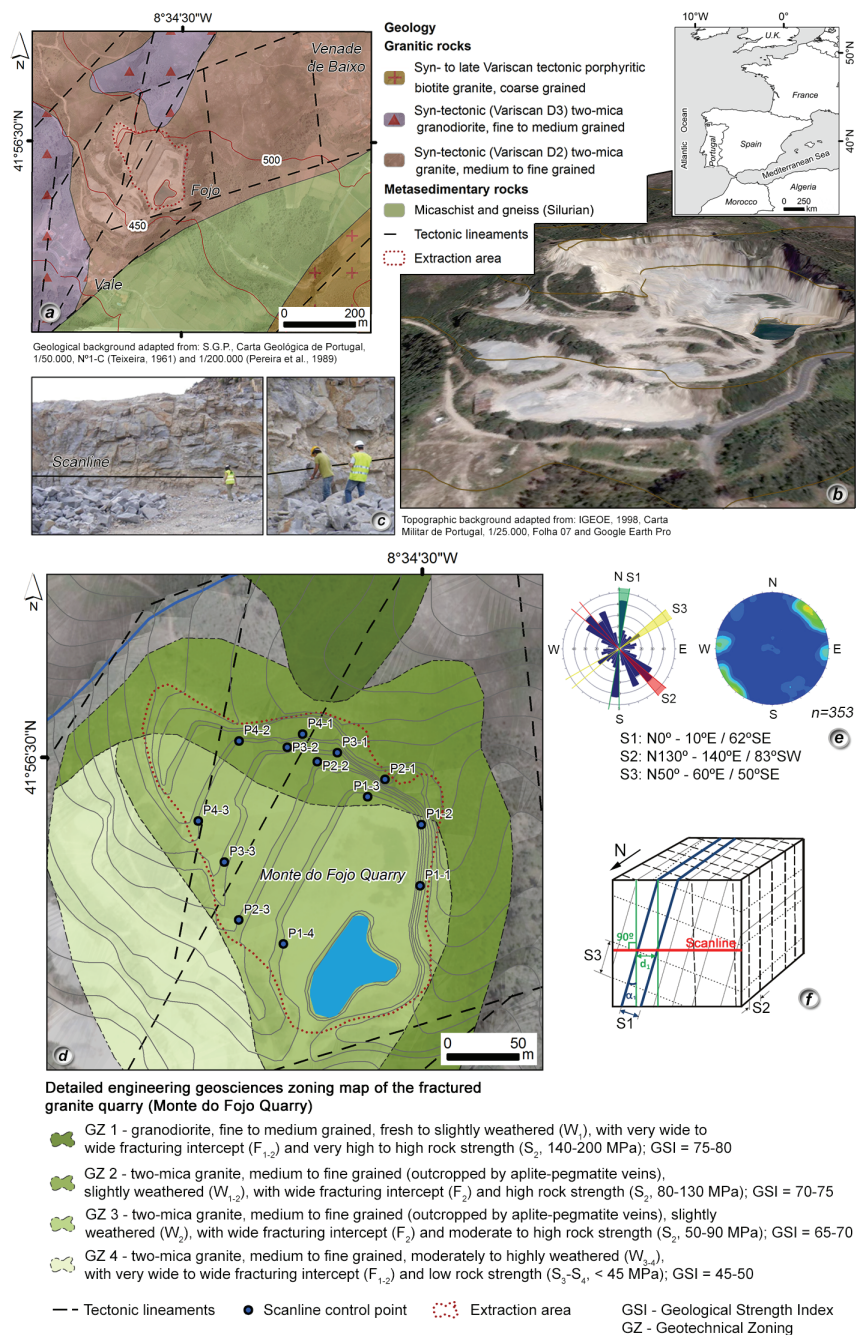 8°34'30"W
N
41°56'30"N
Venade
de Baixo
500
Fojo
450
Vale
a
0 200
m
Geological background adapted from: S.G.P., Carta Geológica de Portugal,
1/50.000, Nº1-C (Teixeira, 1961) and 1/200.000 (Pereira et al., 1989)
Geology
Granitic rocks
Syn- to late Variscan tectonic porphyritic
biotite granite, coarse grained
Syn-tectonic (Variscan D3) two-mica
granodiorite, fine to medium grained
Syn-tectonic (Variscan D2) two-mica
granite, medium to fine grained
Metasedimentary rocks
Micaschist and gneiss (Silurian)
Tectonic lineaments
Extraction area
10°W 0°
50°N
40°N
U.K.
France
Atlantic Ocean
Portugal
Spain
Mediterranean Sea
Morocco
Algeria
0 250
km
b
Topographic background adapted from: IGEOE, 1998, Carta
Militar de Portugal, 1/25.000, Folha 07 and Google Earth Pro
Scanline
c
8°34'30"W
N
41°56'30"N
P4-1
P4-2
P3-2
P3-1
P2-2
P2-1
P1-3
P1-2
P4-3
P3-3
Monte do Fojo Quarry
P1-1
P2-3
P1-4
d
0 50
m
N S1
S3
W E
S2
S
N
W E
S
n=353
e
S1: N0º - 10ºE / 62ºSE
S2: N130º - 140ºE / 83ºSW
S3: N50º - 60ºE / 50ºSE
N
90º
Scanline
S3
d₁
α₁
S1
S2
f
Detailed engineering geosciences zoning map of the fractured
granite quarry (Monte do Fojo Quarry)
GZ 1 - granodiorite, fine to medium grained, fresh to slightly weathered (W₁), with very wide to
wide fracturing intercept (F₁₋₂) and very high to high rock strength (S₂, 140-200 MPa); GSI = 75-80
GZ 2 - two-mica granite, medium to fine grained (outcropped by aplite-pegmatite veins),
slightly weathered (W₁₋₂), with wide fracturing intercept (F₂) and high rock strength (S₂, 80-130 MPa); GSI = 70-75
GZ 3 - two-mica granite, medium to fine grained (outcropped by aplite-pegmatite veins), slightly
weathered (W₂), with wide fracturing intercept (F₂) and moderate to high rock strength (S₂, 50-90 MPa); GSI = 65-70
GZ 4 - two-mica granite, medium to fine grained, moderately to highly weathered (W₃₋₄),
with very wide to wide fracturing intercept (F₁₋₂) and low rock strength (S₃-S₄, < 45 MPa); GSI = 45-50
Tectonic lineaments
Scanline control point
Extraction area
GSI - Geological Strength Index
GZ - Geotechnical Zoning